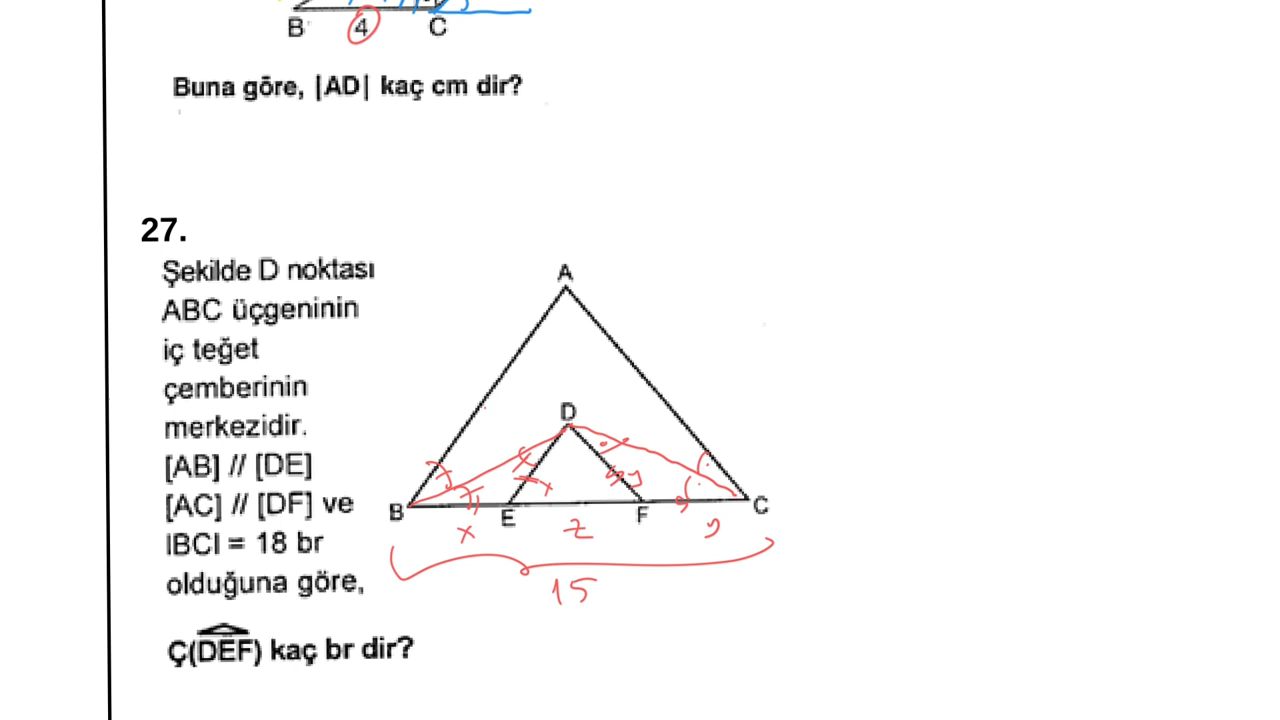 B 4 C
Buna göre, |AD| kaç cm dir?
27.
Şekilde D noktası
ABC üçgeninin
iç teğet
çemberinin
merkezidir.
[AB] // [DE]
[AC] // [DF] ve
IBCI = 18 br
olduğuna göre,
Ç(DEF) kaç br dir?
A
D
x y
B E F C
x z y
15